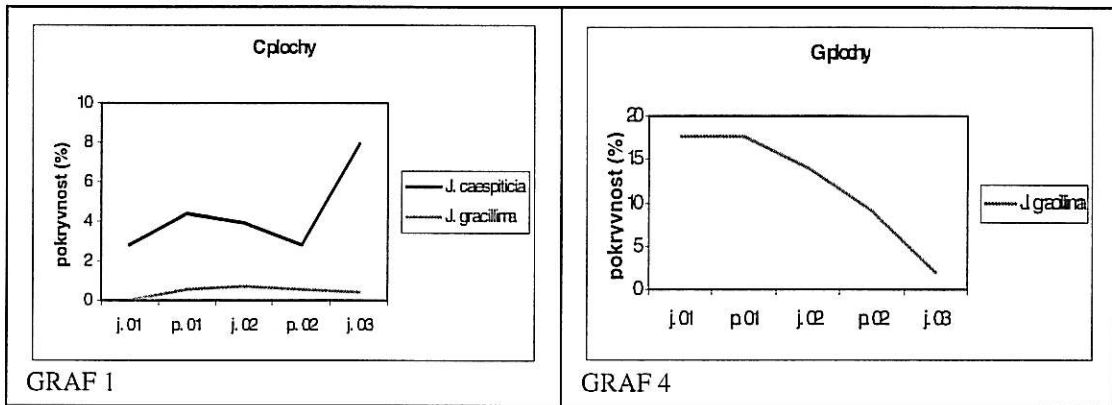 C plochy
pokryvnost (%)
10
8
6
4
2
0
j. 01
p. 01
j. 02
p. 02
j. 03
J. caespiticia
J. gracillima
GRAF 1
G plochy
pokryvnost (%)
20
15
10
5
0
j. 01
p. 01
j. 02
p. 02
j. 03
J. gracillima
GRAF 4